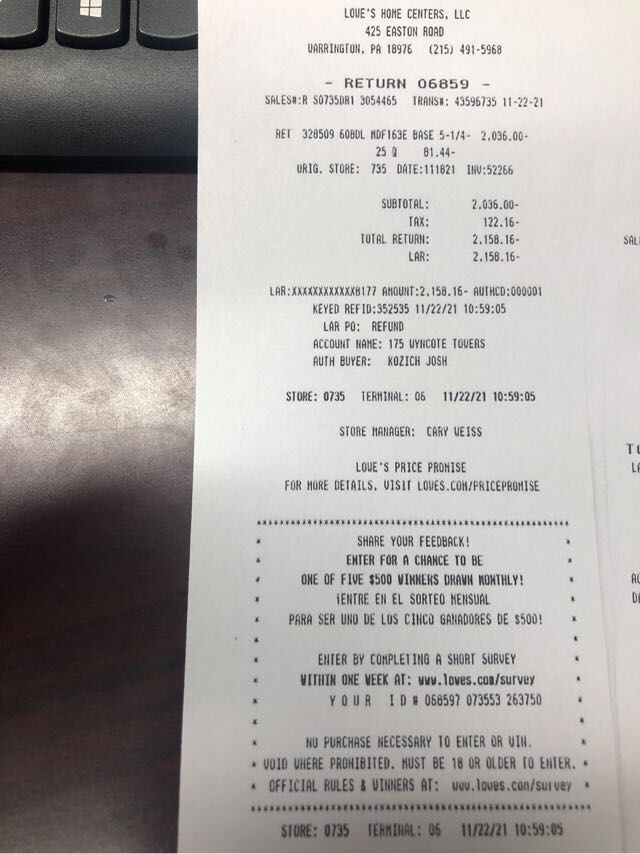 LOWE'S HOME CENTERS, LLC
425 EASTON ROAD
WARRINGTON, PA 18976 (215) 491-5968
- RETURN 06859 -
SALES#:R S0735DR1 3054465 TRANS#: 43596735 11-22-21
RET 328509 60BDL MDF163E BASE 5-1/4- 2,036.00-
25 @ 81.44-
ORIG. STORE: 735 DATE:111821 INV:52266
SUBTOTAL: 2,036.00-
TAX: 122.16-
TOTAL RETURN: 2,158.16-
LAR: 2,158.16-
LAR:XXXXXXXXXXXX8177 AMOUNT:2,158.16- AUTHCD:000001
KEYED REFID:352535 11/22/21 10:59:05
LAR PO: REFUND
ACCOUNT NAME: 175 WYNCOTE TOWERS
AUTH BUYER: KOZICH JOSH
STORE: 0735 TERMINAL: 06 11/22/21 10:59:05
STORE MANAGER: CARY WEISS
LOWE'S PRICE PROMISE
FOR MORE DETAILS, VISIT LOWES.COM/PRICEPROMISE
****************************************************
* SHARE YOUR FEEDBACK! *
* ENTER FOR A CHANCE TO BE *
* ONE OF FIVE $500 WINNERS DRAWN MONTHLY! *
* ¡ENTRE EN EL SORTEO MENSUAL *
* PARA SER UNO DE LOS CINCO GANADORES DE $500! *
* *
* ENTER BY COMPLETING A SHORT SURVEY *
* WITHIN ONE WEEK AT: www.lowes.com/survey *
* Y O U R I D # 068597 073553 263750 *
* *
* NO PURCHASE NECESSARY TO ENTER OR WIN. *
* VOID WHERE PROHIBITED. MUST BE 18 OR OLDER TO ENTER. *
* OFFICIAL RULES & WINNERS AT: www.lowes.com/survey *
****************************************************
STORE: 0735 TERMINAL: 06 11/22/21 10:59:05
SAL
TO
LA